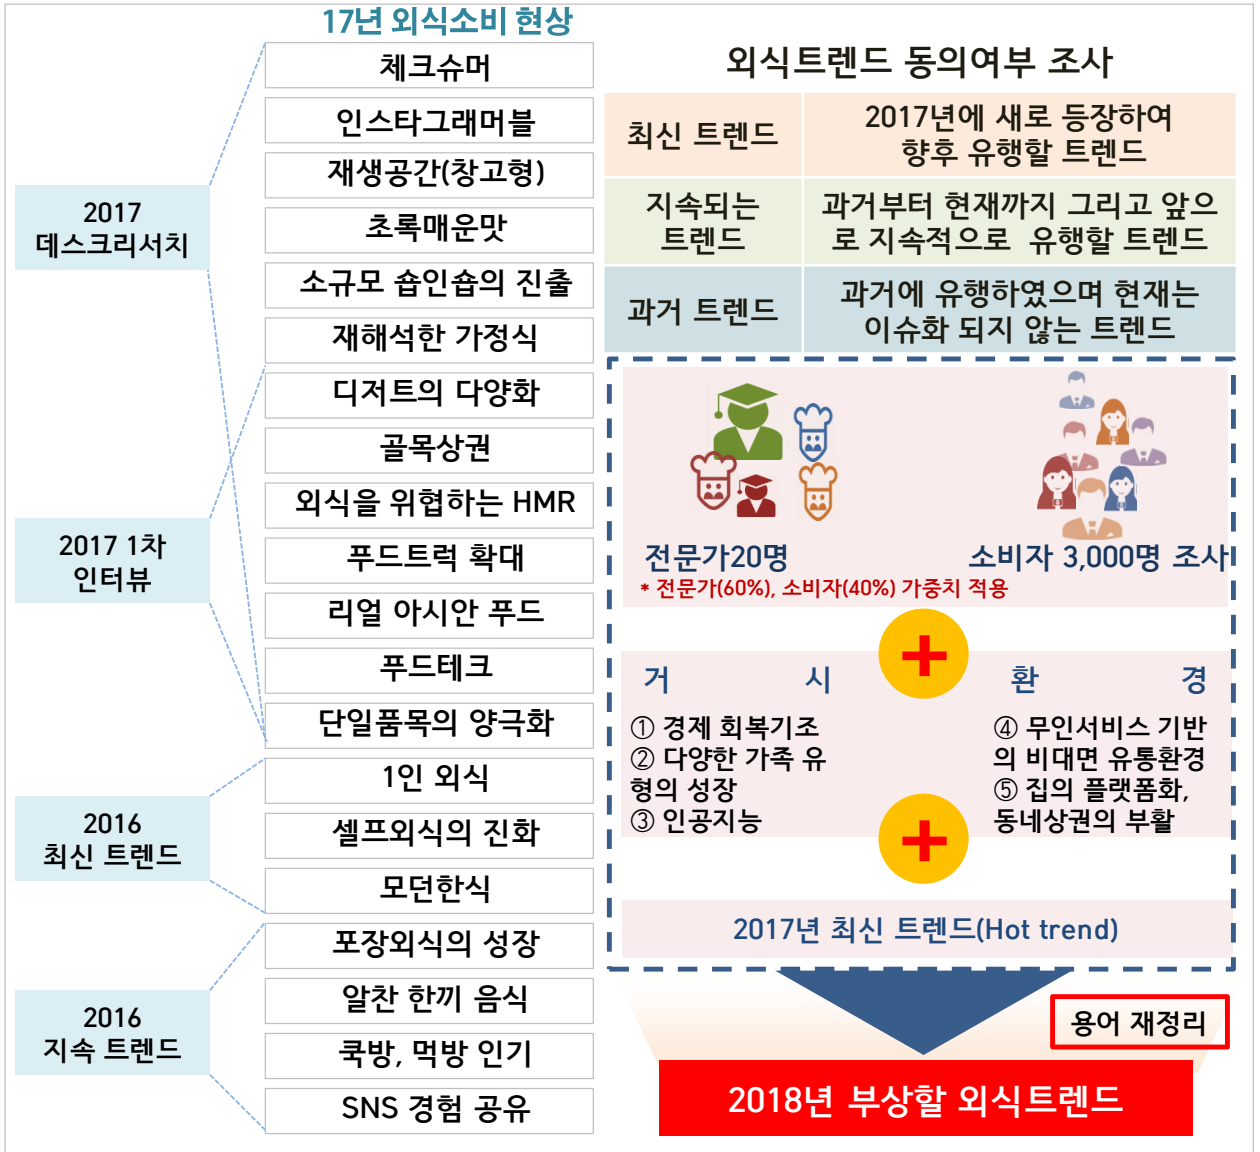 17년 외식소비 현상
2017
데스크리서치
2017 1차
인터뷰
2016
최신 트렌드
2016
지속 트렌드
체크슈머
인스타그래머블
재생공간(창고형)
초록매운맛
소규모 숍인숍의 진출
재해석한 가정식
디저트의 다양화
골목상권
외식을 위협하는 HMR
푸드트럭 확대
리얼 아시안 푸드
푸드테크
단일품목의 양극화
1인 외식
셀프외식의 진화
모던한식
포장외식의 성장
알찬 한끼 음식
쿡방, 먹방 인기
SNS 경험 공유
외식트렌드 동의여부 조사
최신 트렌드
2017년에 새로 등장하여
향후 유행할 트렌드
지속되는
트렌드
과거부터 현재까지 그리고 앞으
로 지속적으로 유행할 트렌드
과거 트렌드
과거에 유행하였으며 현재는
이슈화 되지 않는 트렌드
전문가20명
소비자 3,000명 조사
* 전문가(60%), 소비자(40%) 가중치 적용
+
거 시 환 경
① 경제 회복기조
② 다양한 가족 유
형의 성장
③ 인공지능
④ 무인서비스 기반
의 비대면 유통환경
⑤ 집의 플랫폼화,
동네상권의 부활
+
2017년 최신 트렌드(Hot trend)
용어 재정리
2018년 부상할 외식트렌드